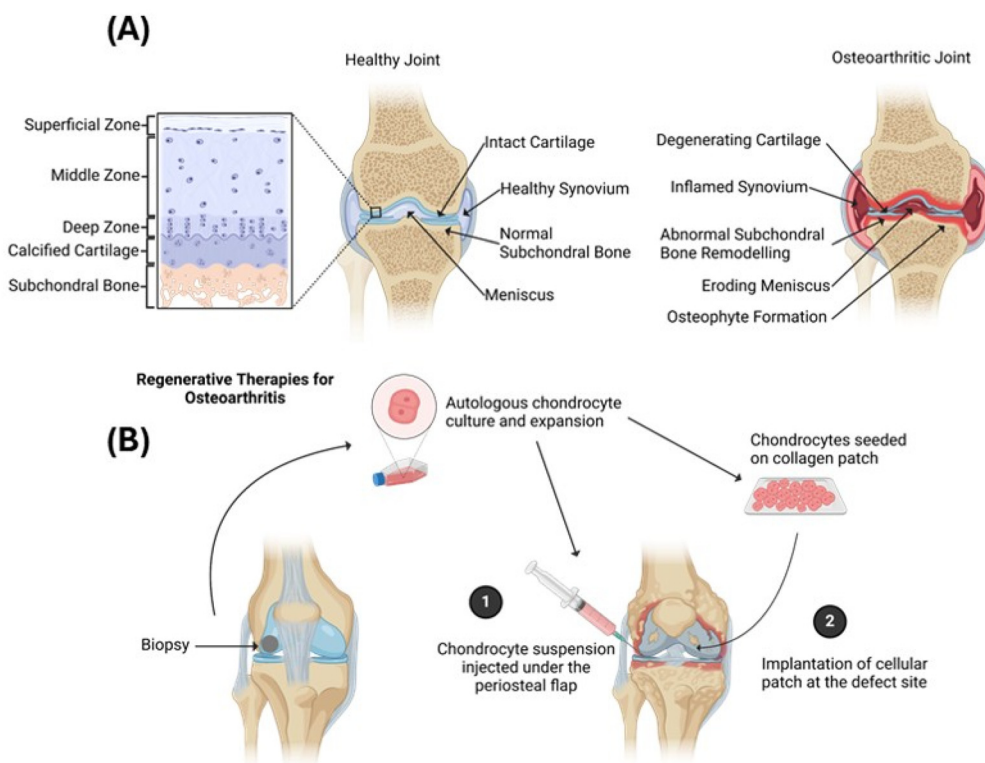 (A)
Healthy Joint
Osteoarthritic Joint
Superficial Zone
Middle Zone
Deep Zone
Calcified Cartilage
Subchondral Bone
Intact Cartilage
Healthy Synovium
Normal
Subchondral Bone
Meniscus
Degenerating Cartilage
Inflamed Synovium
Abnormal Subchondral
Bone Remodelling
Eroding Meniscus
Osteophyte Formation
Regenerative Therapies for
Osteoarthritis
(B)
Autologous chondrocyte
culture and expansion
Chondrocytes seeded
on collagen patch
Biopsy
1
Chondrocyte suspension
injected under the
periosteal flap
2
Implantation of cellular
patch at the defect site